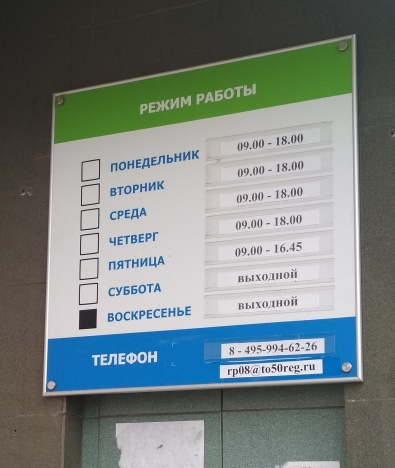 РЕЖИМ РАБОТЫ
ПОНЕДЕЛЬНИК 09.00 - 18.00
ВТОРНИК 09.00 - 18.00
СРЕДА 09.00 - 18.00
ЧЕТВЕРГ 09.00 - 18.00
ПЯТНИЦА 09.00 - 16.45
СУББОТА выходной
ВОСКРЕСЕНЬЕ выходной
ТЕЛЕФОН 8 - 495-994-62-26
rp08@to50reg.ru